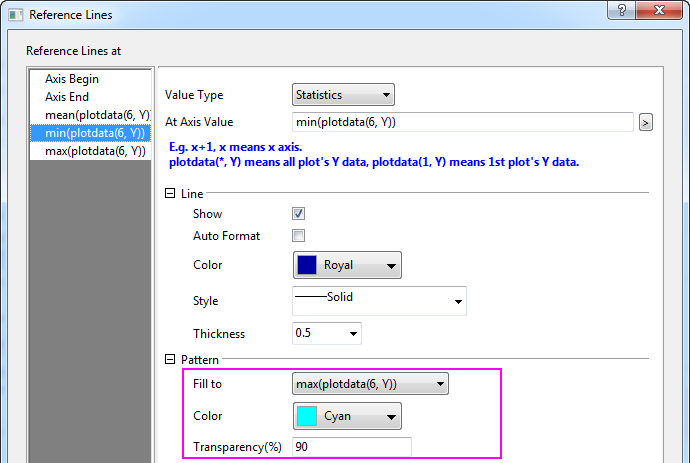 Reference Lines
?
Reference Lines at
Axis Begin
Axis End
mean(plotdata(6, Y))
min(plotdata(6, Y))
max(plotdata(6, Y))
Value Type Statistics
At Axis Value min(plotdata(6, Y)) >
E.g. x+1, x means x axis.
plotdata(*, Y) means all plot's Y data, plotdata(1, Y) means 1st plot's Y data.
Line
Show
Auto Format
Color Royal
Style Solid
Thickness 0.5
Pattern
Fill to max(plotdata(6, Y))
Color Cyan
Transparency(%) 90